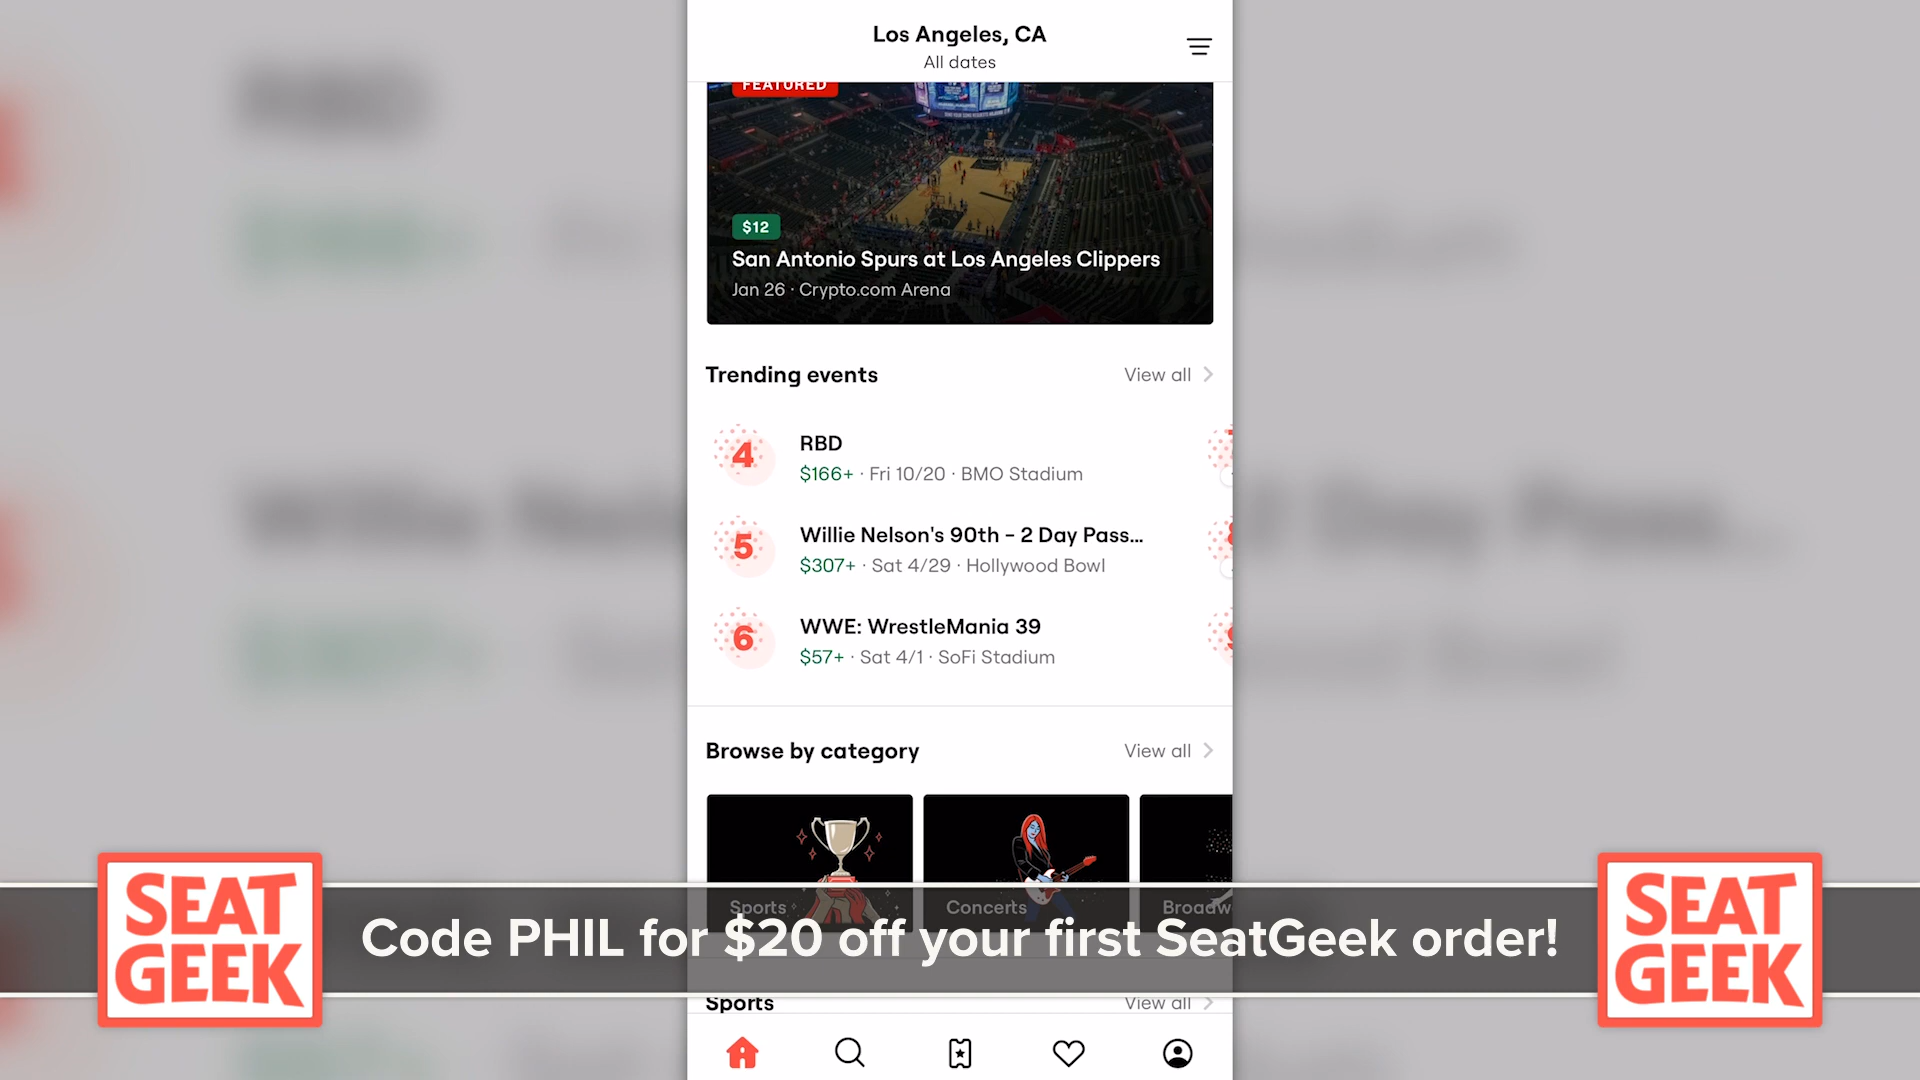 Los Angeles, CA
All dates
FEATURED
$12
San Antonio Spurs at Los Angeles Clippers
Jan 26 · Crypto.com Arena
Trending events
View all
4
RBD
$166+ · Fri 10/20 · BMO Stadium
5
Willie Nelson's 90th - 2 Day Pass...
$307+ · Sat 4/29 · Hollywood Bowl
6
WWE: WrestleMania 39
$57+ · Sat 4/1 · SoFi Stadium
Browse by category
View all
Sports
Concerts
Broadw
SEAT
GEEK
Code PHIL for $20 off your first SeatGeek order!
SEAT
GEEK
Sports
View all